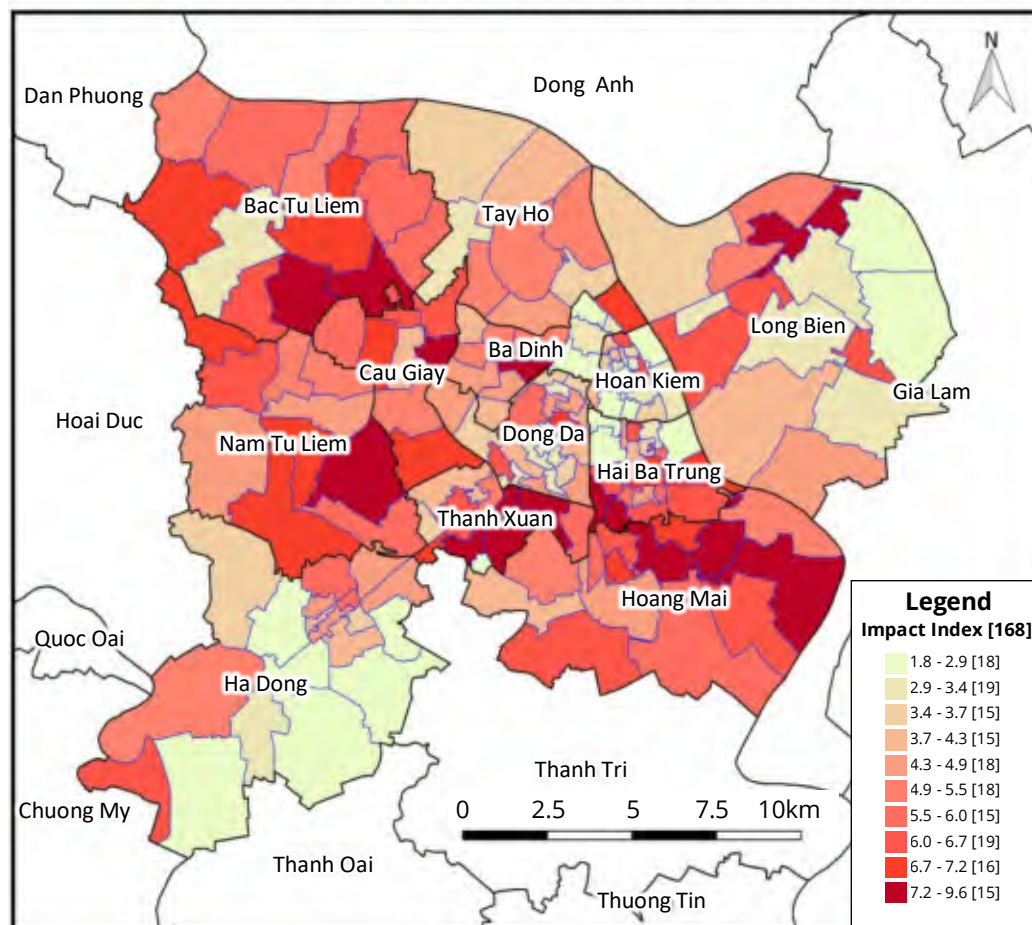 N
Dan Phuong
Dong Anh
Bac Tu Liem
Tay Ho
Long Bien
Ba Dinh
Cau Giay
Hoan Kiem
Gia Lam
Hoai Duc
Nam Tu Liem
Dong Da
Hai Ba Trung
Thanh Xuan
Hoang Mai
Quoc Oai
Ha Dong
Thanh Tri
Chuong My
Thanh Oai
Thuong Tin
0 2.5 5 7.5 10km
Legend
Impact Index [168]
1.8 - 2.9 [18]
2.9 - 3.4 [19]
3.4 - 3.7 [15]
3.7 - 4.3 [15]
4.3 - 4.9 [18]
4.9 - 5.5 [18]
5.5 - 6.0 [15]
6.0 - 6.7 [19]
6.7 - 7.2 [16]
7.2 - 9.6 [15]